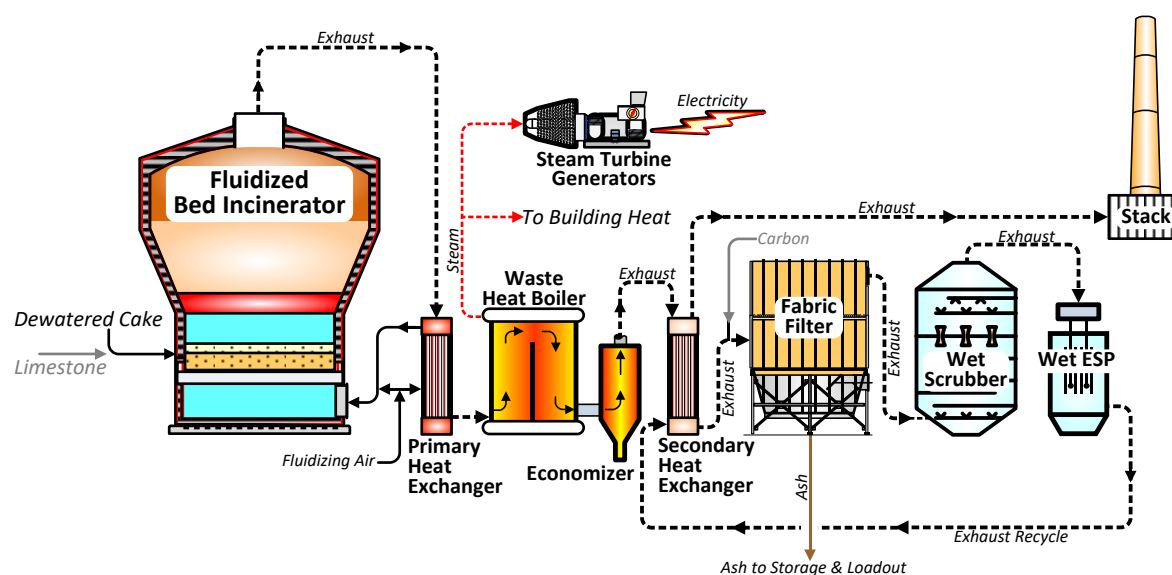 Exhaust
Electricity
Steam Turbine
Generators
Fluidized
Bed Incinerator
To Building Heat
Steam
Exhaust
Stack
Carbon
Exhaust
Waste
Heat Boiler
Exhaust
Fabric
Filter
Dewatered Cake
Limestone
Exhaust
Exhaust
Wet
Scrubber
Wet ESP
Fluidizing Air
Primary
Heat
Exchanger
Economizer
Secondary
Heat
Exchanger
Ash
Exhaust Recycle
Ash to Storage & Loadout